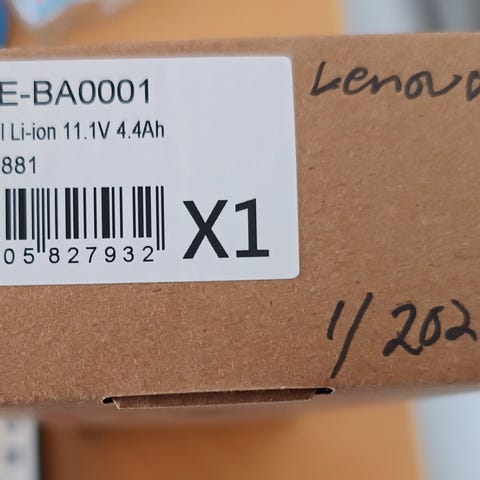 E-BA0001
l Li-ion 11.1V 4.4Ah
881
05827932
X1
Lenovo
1/202